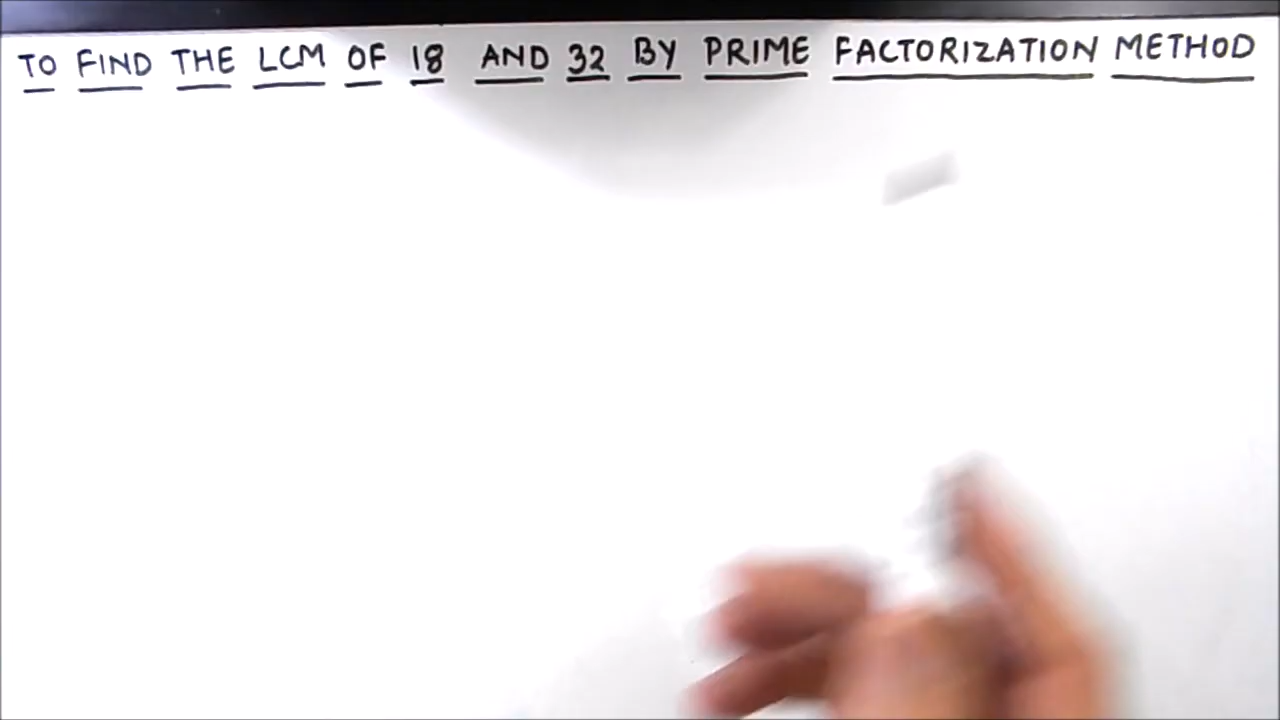 TO FIND THE LCM OF 18 AND 32 BY PRIME FACTORIZATION METHOD